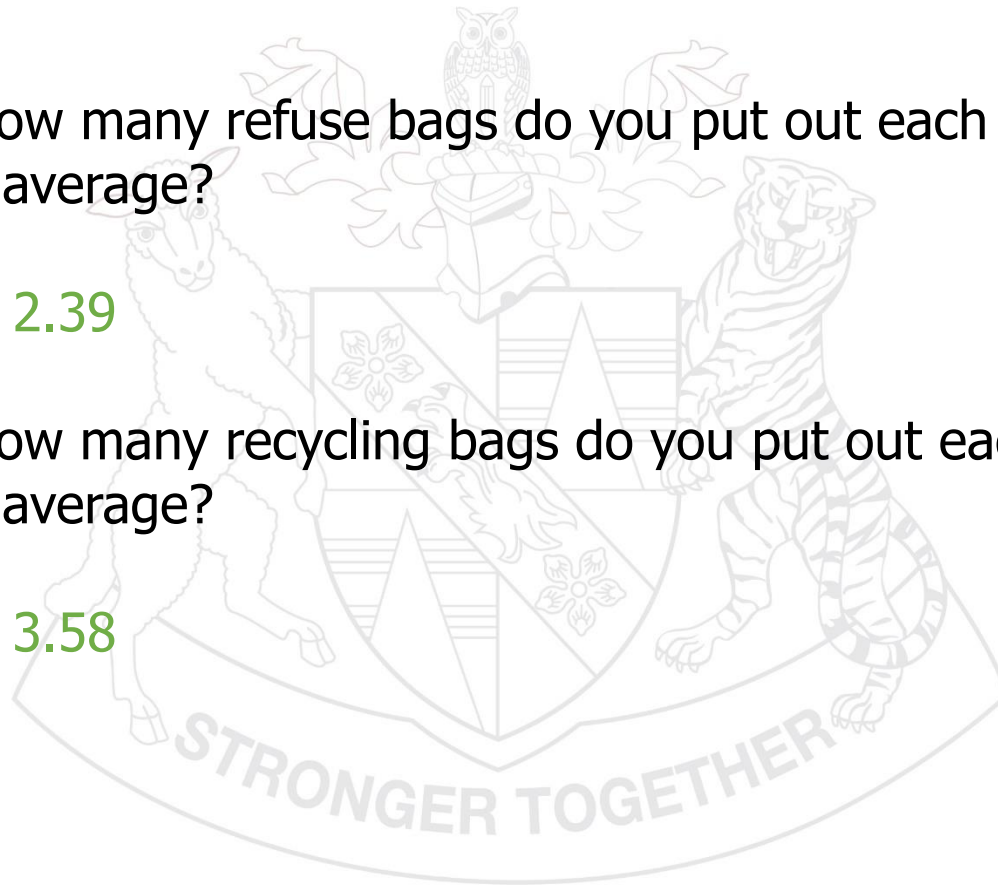 ow many refuse bags do you put out each
average?
2.39
ow many recycling bags do you put out ea
average?
3.58
STRONGER TOGETHER